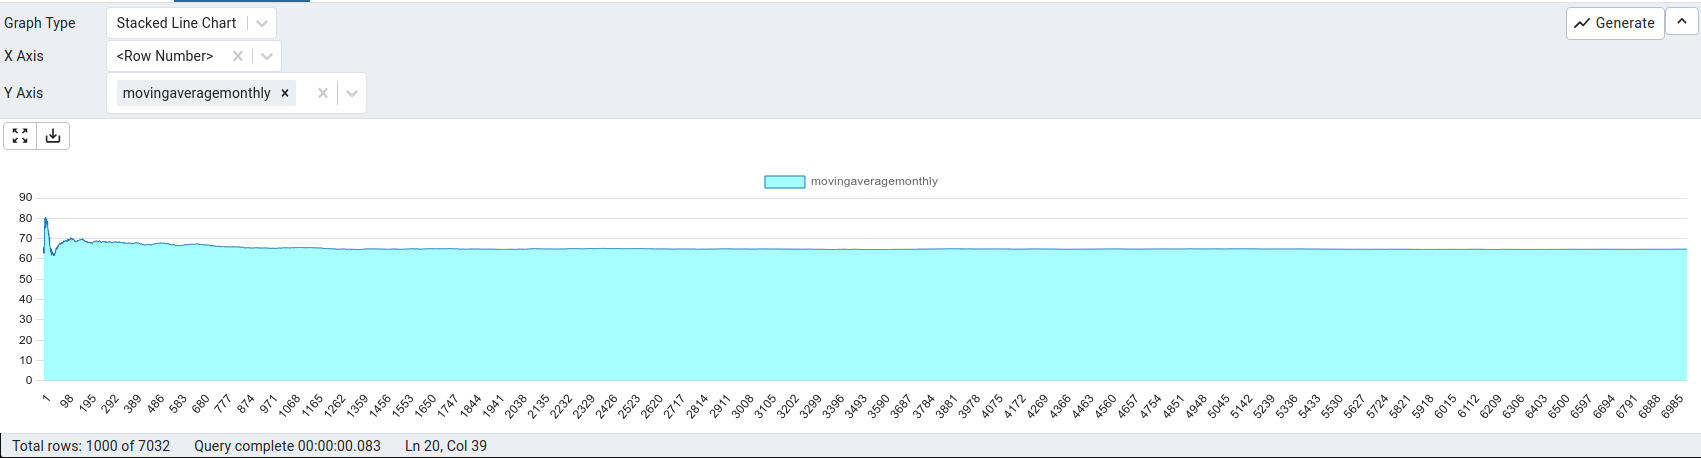 Graph Type Stacked Line Chart Generate
X Axis <Row Number>
Y Axis movingaveragemonthly
movingaveragemonthly
90
80
70
60
50
40
30
20
10
0
1 98 195 292 389 486 583 680 777 874 971 1068 1165 1262 1359 1456 1553 1650 1747 1844 1941 2038 2135 2232 2329 2426 2523 2620 2717 2814 2911 3008 3105 3202 3299 3396 3493 3590 3687 3784 3881 3978 4075 4172 4269 4366 4463 4560 4657 4754 4851 4948 5045 5142 5239 5336 5433 5530 5627 5724 5821 5918 6015 6112 6209 6306 6403 6500 6597 6694 6791 6888 6985
Total rows: 1000 of 7032 Query complete 00:00:00.083 Ln 20, Col 39